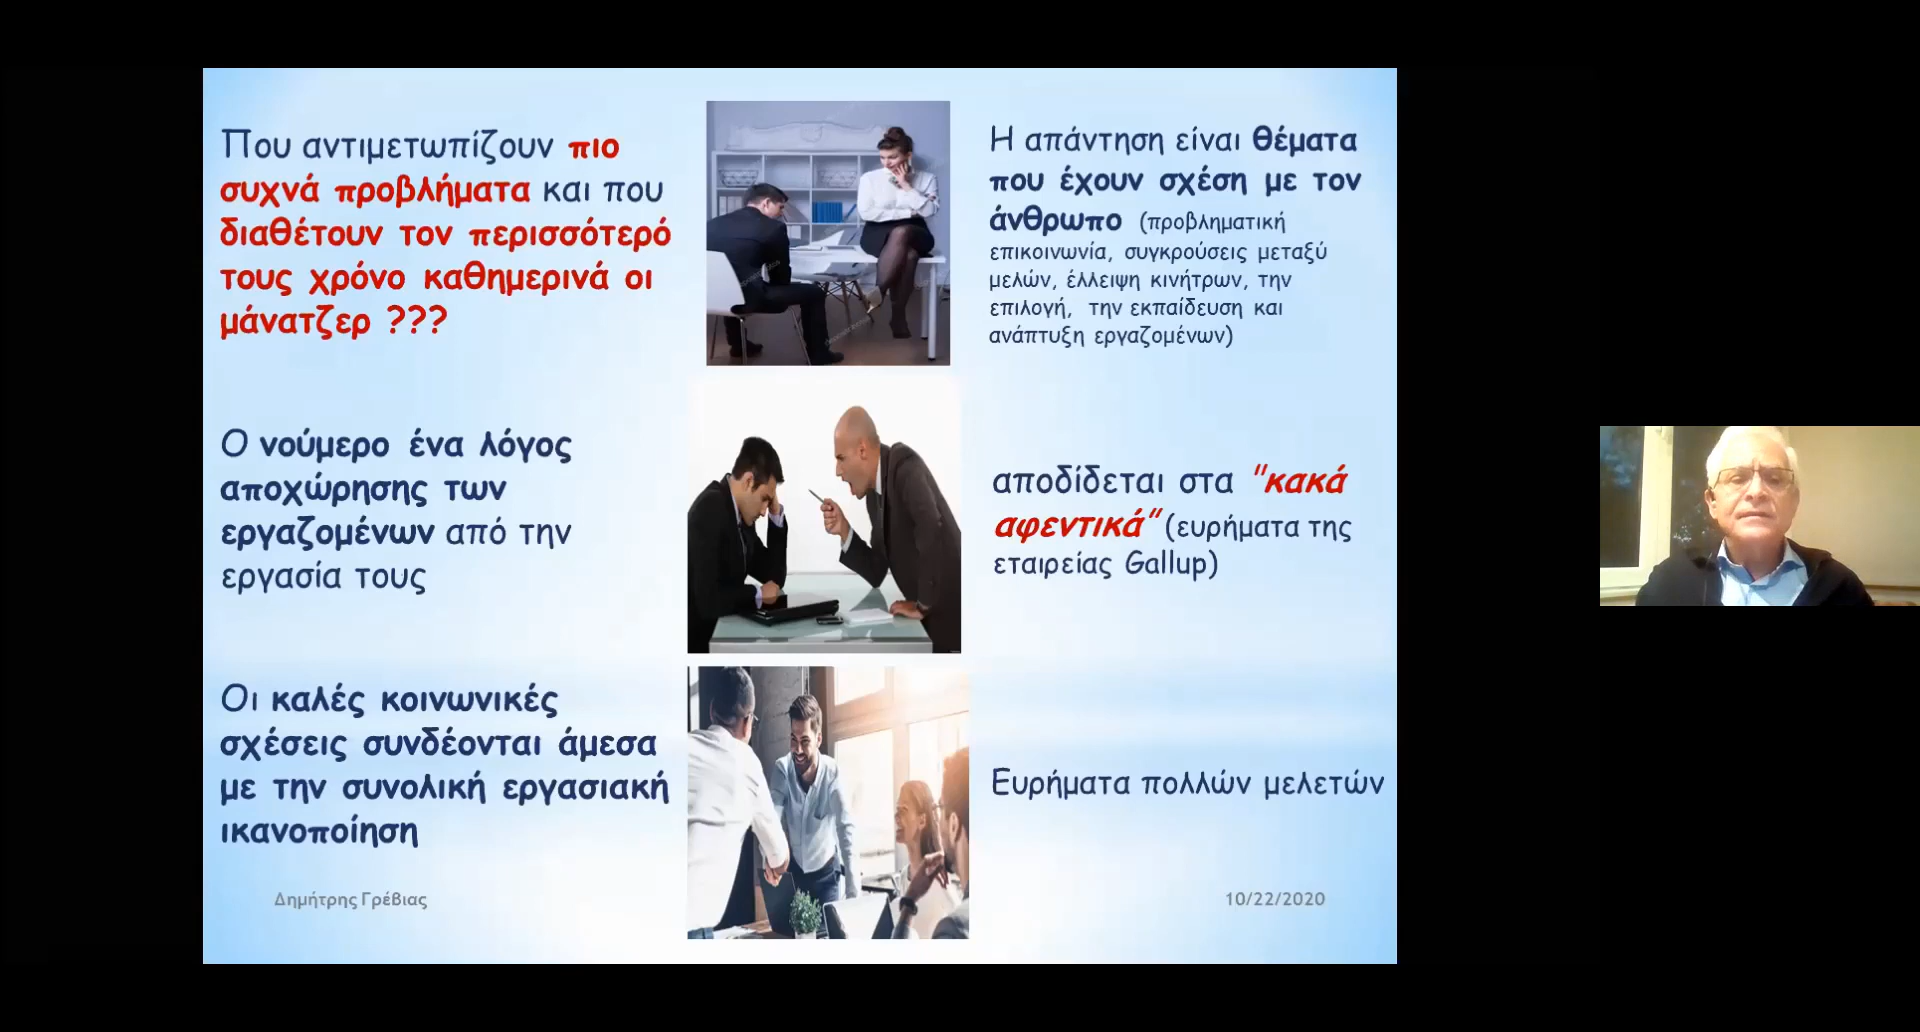 Που αντιμετωπίζουν πιο
συχνά προβλήματα και που
διαθέτουν τον περισσότερό
τους χρόνο καθημερινά οι
μάνατζερ ???
Η απάντηση είναι θέματα
που έχουν σχέση με τον
άνθρωπο (προβληματική
επικοινωνία, συγκρούσεις μεταξύ
μελών, έλλειψη κινήτρων, την
επιλογή, την εκπαίδευση και
ανάπτυξη εργαζομένων)
Ο νούμερο ένα λόγος
αποχώρησης των
εργαζομένων από την
εργασία τους
αποδίδεται στα "κακά
αφεντικά" (ευρήματα της
εταιρείας Gallup)
Οι καλές κοινωνικές
σχέσεις συνδέονται άμεσα
με την συνολική εργασιακή
ικανοποίηση
Ευρήματα πολλών μελετών
Δημήτρης Γρέβιας
10/22/2020